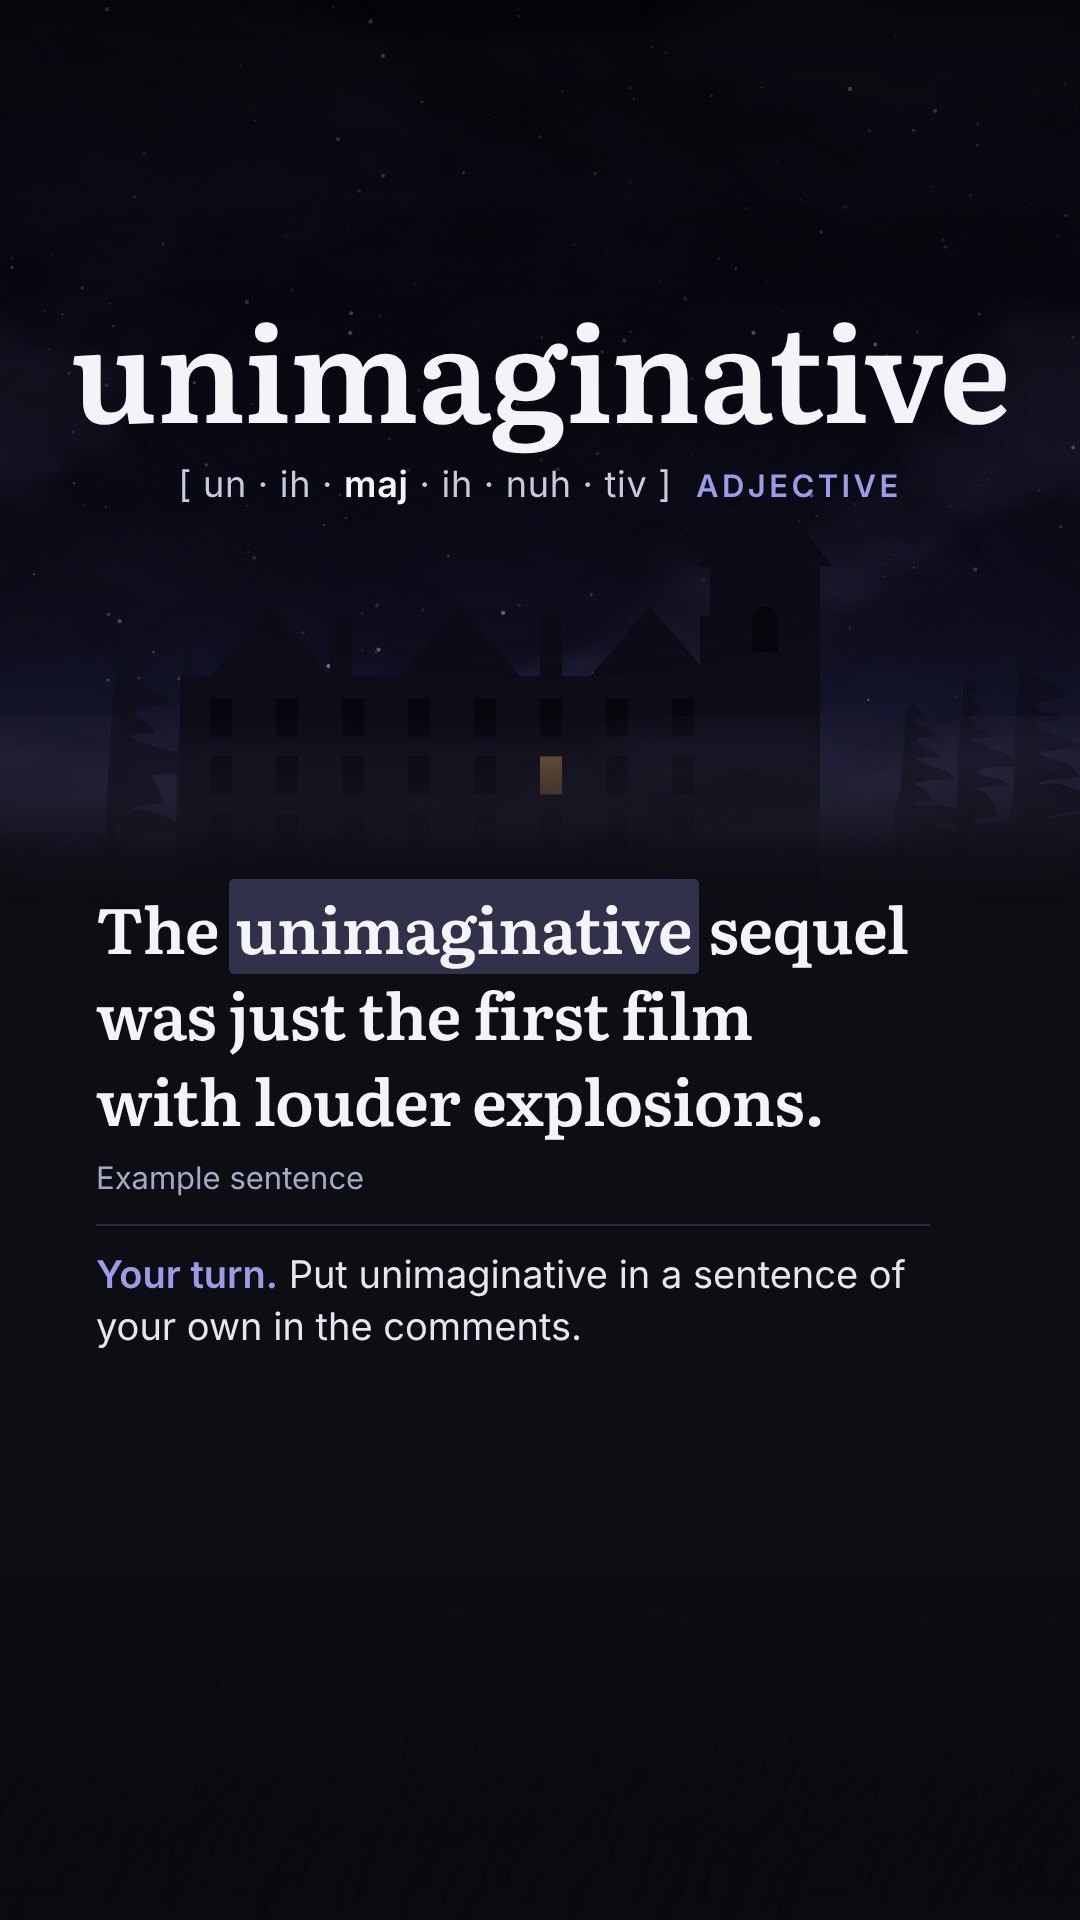 unimaginative
[ un · ih · maj · ih · nuh · tiv ] ADJECTIVE
The unimaginative sequel
was just the first film
with louder explosions.
Example sentence
Your turn. Put unimaginative in a sentence of
your own in the comments.